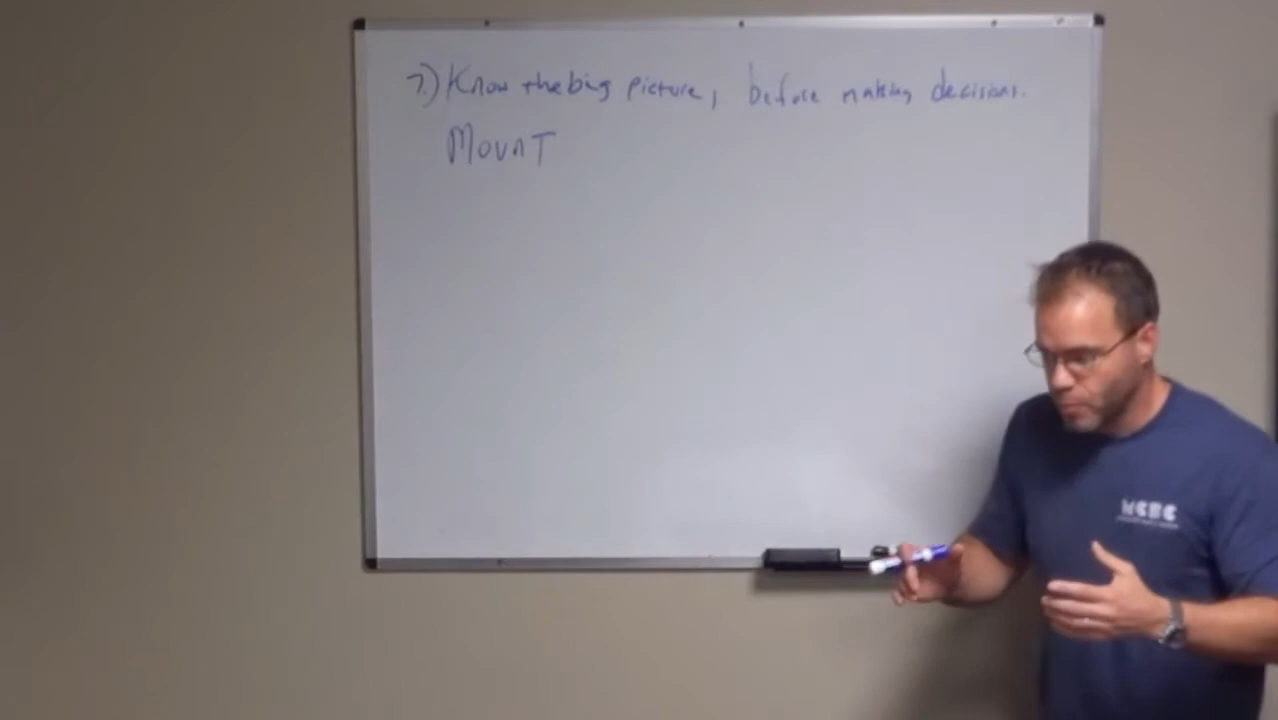 7.) Know the big picture, before making decisions.
Mount